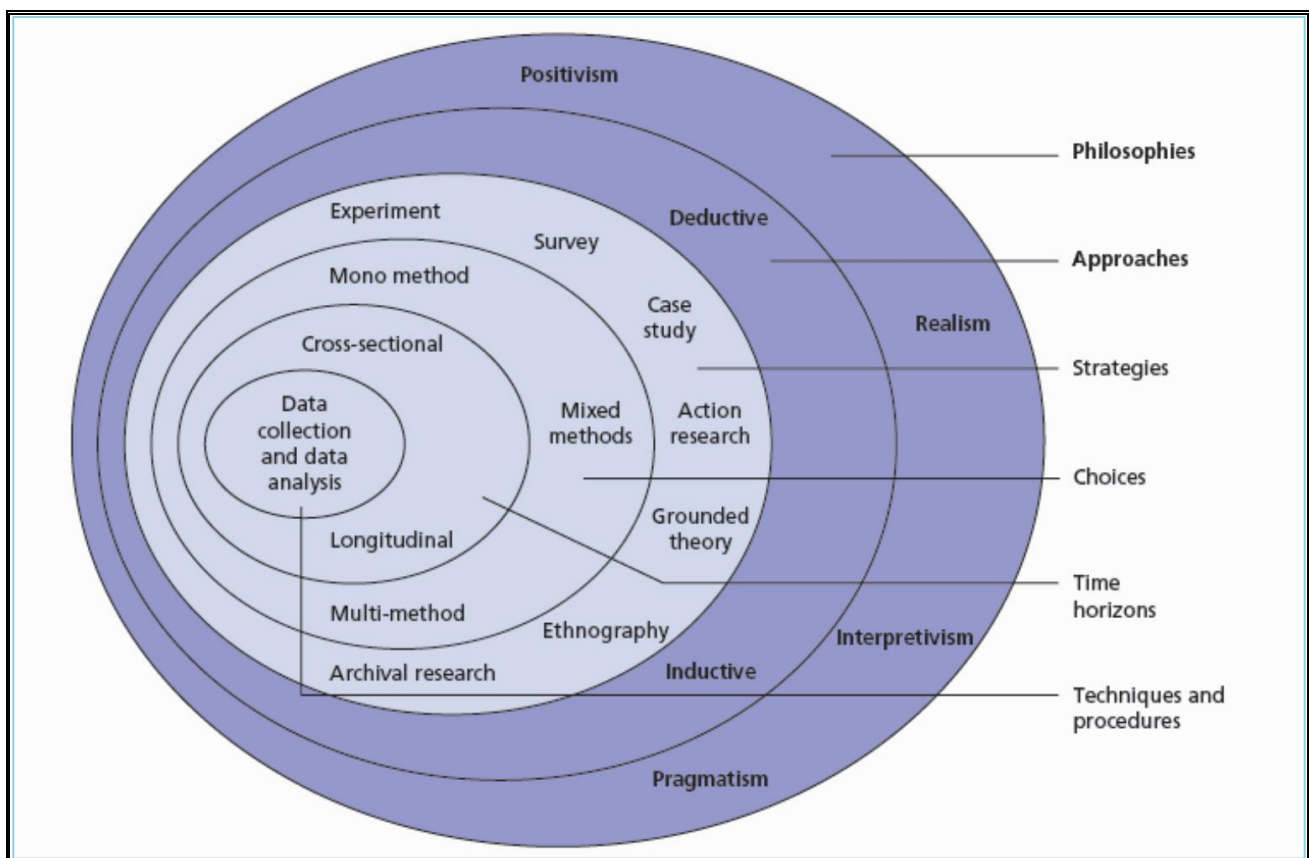 Positivism
Philosophies
Experiment
Deductive
Survey
Approaches
Mono method
Case
study
Realism
Cross-sectional
Strategies
Data
collection
and data
analysis
Mixed
methods
Action
research
Choices
Grounded
theory
Longitudinal
Time
horizons
Multi-method
Ethnography
Interpretivism
Archival research
Inductive
Techniques and
procedures
Pragmatism